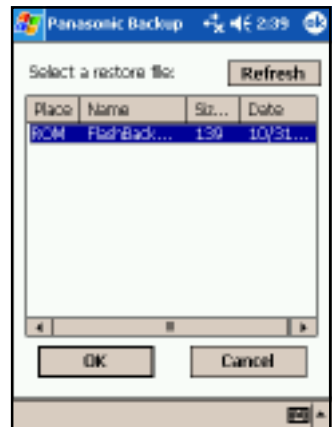 Panasonic Backup 2:39 ok
Select a restore file: Refresh
Place Name Siz... Date
ROM FlashBack... 139 10/31...
OK Cancel